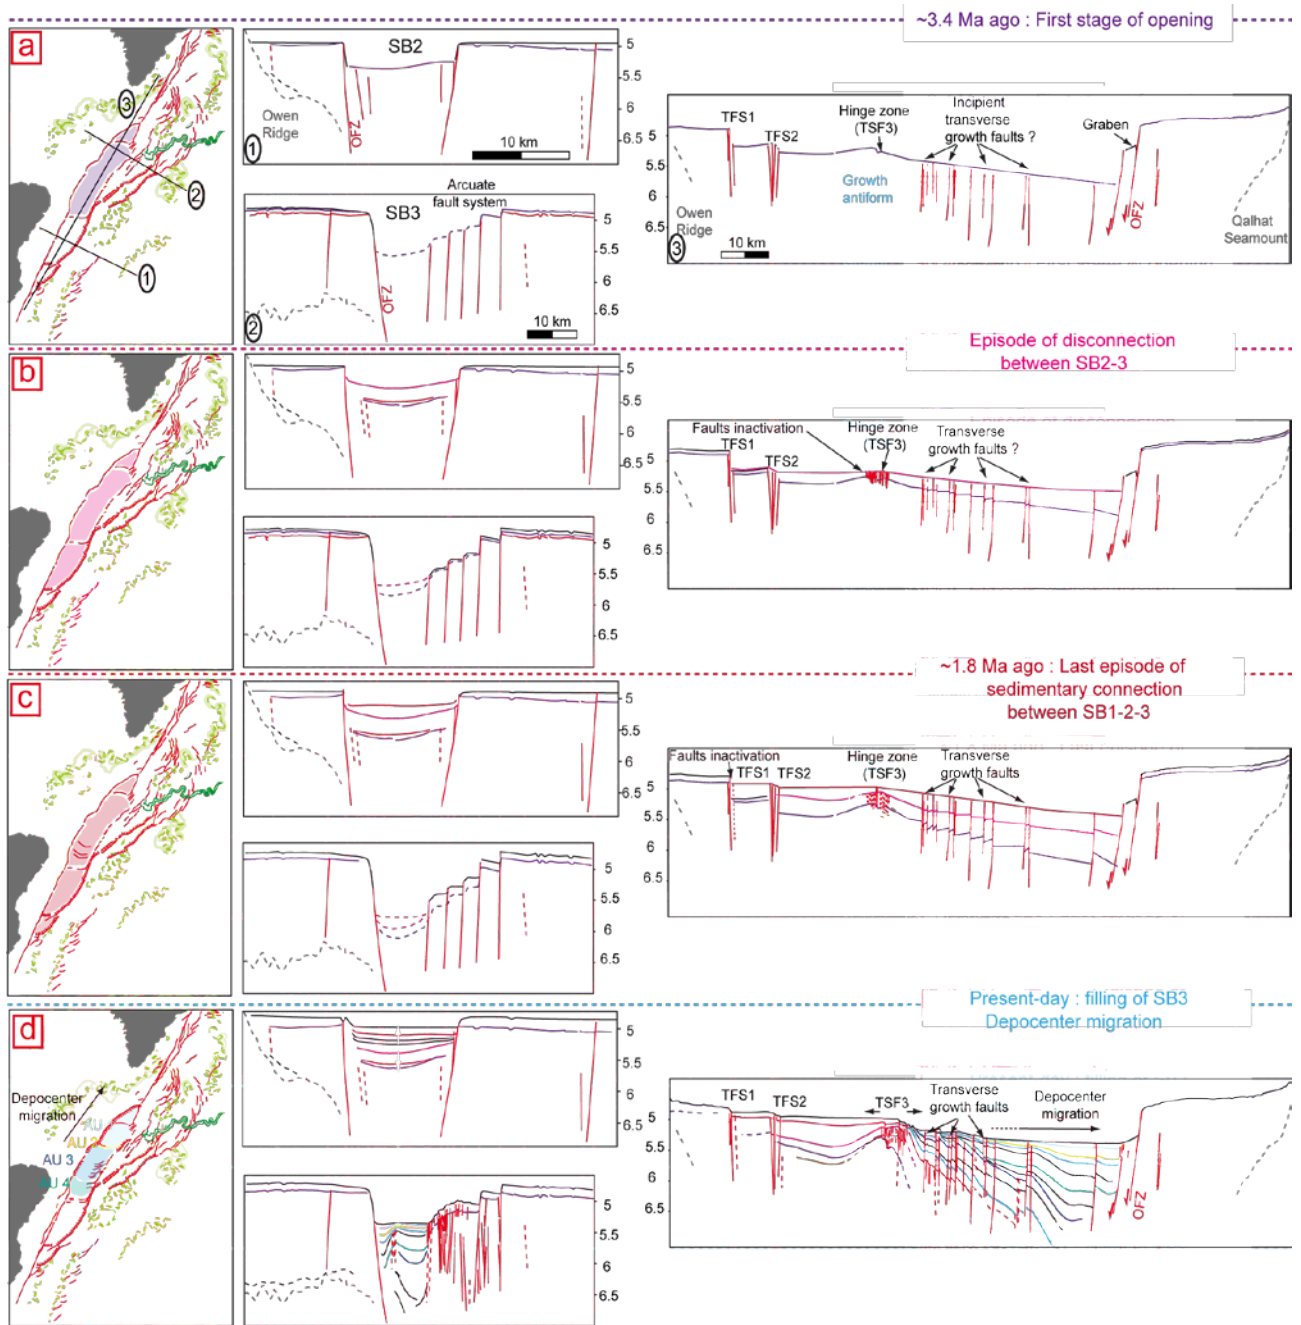 ~3.4 Ma ago : First stage of opening
a
3
2
1
SB2
Owen
Ridge
OFZ
10 km
1
5
5.5
6
6.5
SB3
Arcuate
fault system
OFZ
10 km
2
5
5.5
6
6.5
TFS1
TFS2
Hinge zone
(TSF3)
Incipient
transverse
growth faults ?
Graben
Growth
antiform
Owen
Ridge
OFZ
Qalhat
Seamount
10 km
3
5
5.5
6
6.5
Episode of disconnection
between SB2-3
b
5
5.5
6
6.5
5
5.5
6
6.5
Faults inactivation
TFS1
TFS2
Hinge zone
(TSF3)
Transverse
growth faults ?
5
5.5
6
6.5
~1.8 Ma ago : Last episode of
sedimentary connection
between SB1-2-3
c
5
5.5
6
6.5
5
5.5
6
6.5
Faults inactivation
TFS1
TFS2
Hinge zone
(TSF3)
Transverse
growth faults
5
5.5
6
6.5
Present-day : filling of SB3
Depocenter migration
d
Depocenter
migration
AU
AU 2
AU 3
AU 4
5
5.5
6
6.5
5
5.5
6
6.5
TFS1
TFS2
TSF3
Transverse
growth faults
Depocenter
migration
OFZ
5
5.5
6
6.5